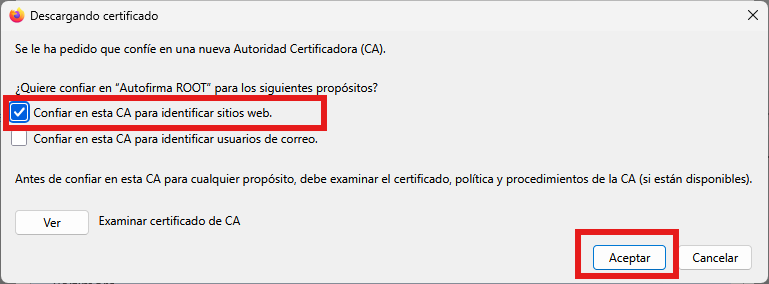 Descargando certificado
Se le ha pedido que confíe en una nueva Autoridad Certificadora (CA).
¿Quiere confiar en “Autofirma ROOT” para los siguientes propósitos?
Confiar en esta CA para identificar sitios web.
Confiar en esta CA para identificar usuarios de correo.
Antes de confiar en esta CA para cualquier propósito, debe examinar el certificado, política y procedimientos de la CA (si están disponibles).
Ver Examinar certificado de CA
Aceptar Cancelar